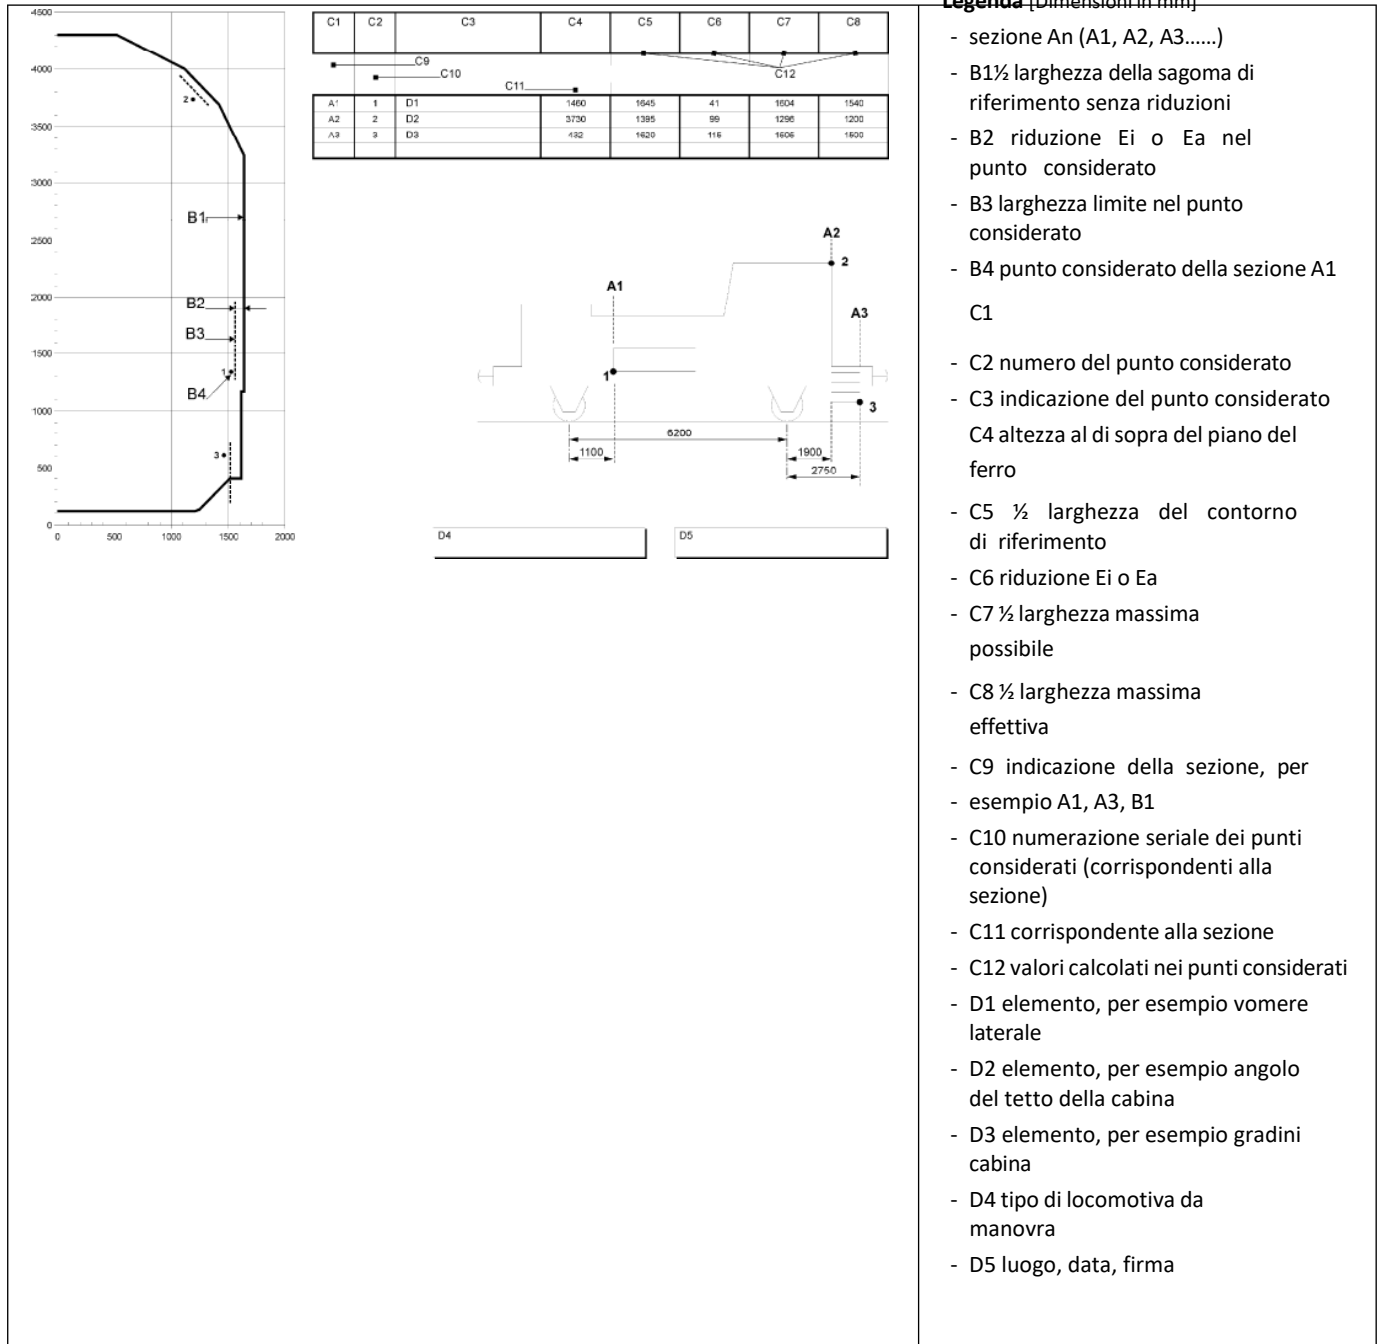 4500
4000
3500
3000
2500
2000
1500
1000
500
0
0 500 1000 1500 2000
2
B1
B2
B3
1
B4
3
C1 C2 C3 C4 C5 C6 C7 C8
C9
C10
C11
C12
A1 1 D1 1460 1645 41 1604 1540
A2 2 D2 3730 1395 99 1296 1200
A3 3 D3 432 1620 115 1505 1500
A2
2
A1
A3
1
3
6200
1100
1900
2750
D4
D5
Legenda [Dimensioni in mm]
- sezione An (A1, A2, A3......)
- B1½ larghezza della sagoma di
riferimento senza riduzioni
- B2 riduzione Ei o Ea nel
punto considerato
- B3 larghezza limite nel punto
considerato
- B4 punto considerato della sezione A1
C1
- C2 numero del punto considerato
- C3 indicazione del punto considerato
C4 altezza al di sopra del piano del
ferro
- C5 ½ larghezza del contorno
di riferimento
- C6 riduzione Ei o Ea
- C7 ½ larghezza massima
possibile
- C8 ½ larghezza massima
effettiva
- C9 indicazione della sezione, per
- esempio A1, A3, B1
- C10 numerazione seriale dei punti
considerati (corrispondenti alla
sezione)
- C11 corrispondente alla sezione
- C12 valori calcolati nei punti considerati
- D1 elemento, per esempio vomere
laterale
- D2 elemento, per esempio angolo
del tetto della cabina
- D3 elemento, per esempio gradini
cabina
- D4 tipo di locomotiva da
manovra
- D5 luogo, data, firma